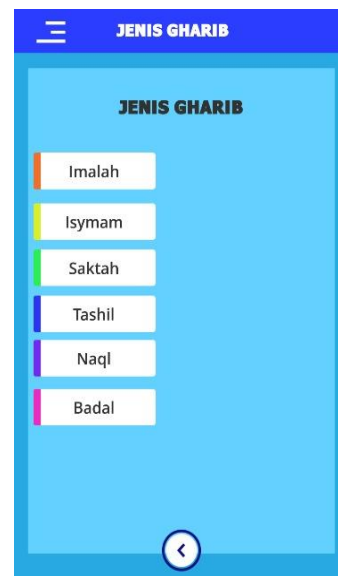 JENIS GHARIB
JENIS GHARIB
Imalah
Isymam
Saktah
Tashil
Naql
Badal